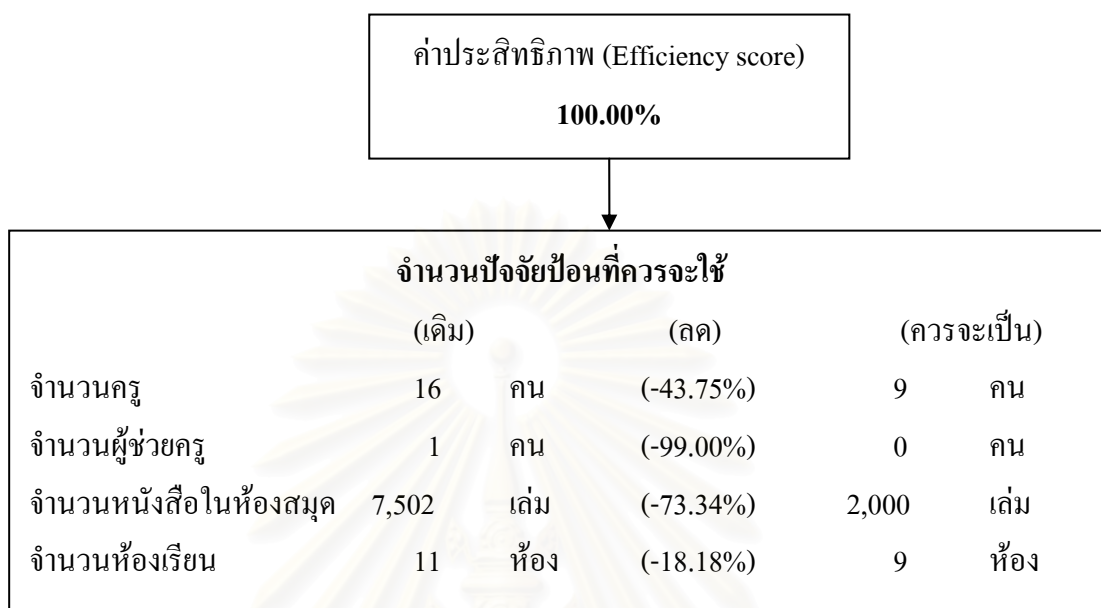 ค่าประสิทธิภาพ (Efficiency score)
100.00%
จำนวนปัจจัยป้อนที่ควรจะใช้
(เดิม) (ลด) (ควรจะเป็น)
จำนวนครู 16 คน (-43.75%) 9 คน
จำนวนผู้ช่วยครู 1 คน (-99.00%) 0 คน
จำนวนหนังสือในห้องสมุด 7,502 เล่ม (-73.34%) 2,000 เล่ม
จำนวนห้องเรียน 11 ห้อง (-18.18%) 9 ห้อง